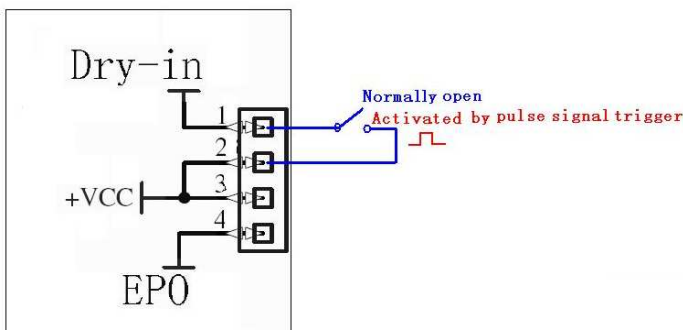 Dry-in
1
Normally open
Activated by pulse signal trigger
2
+VCC
3
4
EPO